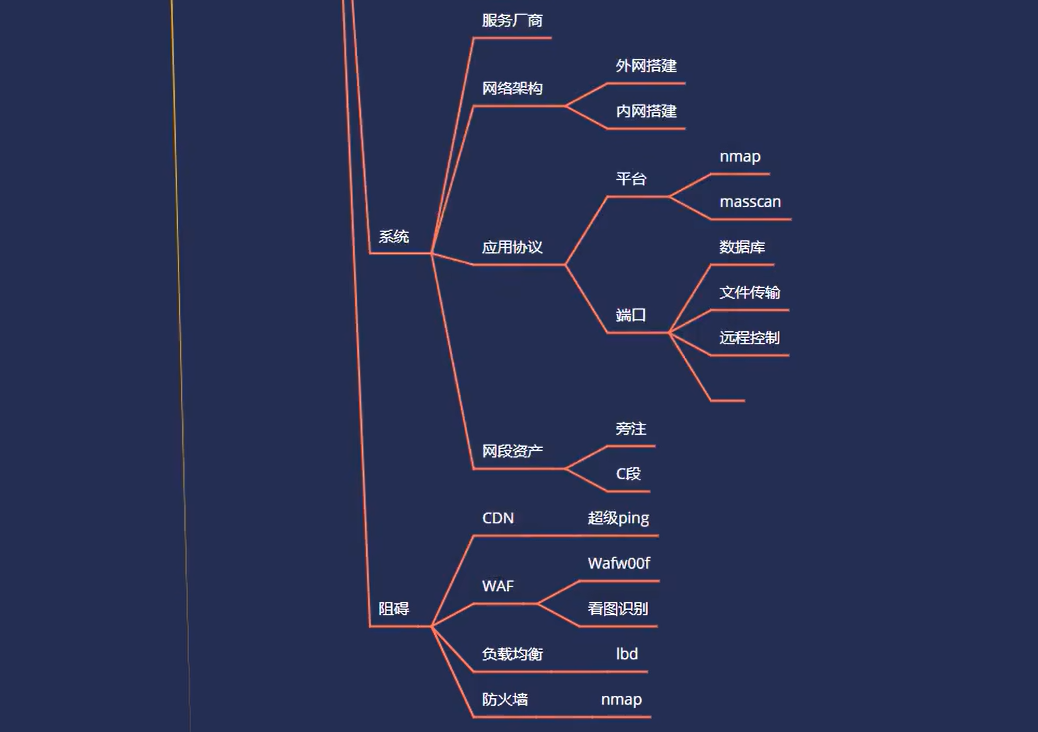 服务厂商
网络架构
外网搭建
内网搭建
系统
应用协议
平台
nmap
masscan
端口
数据库
文件传输
远程控制
网段资产
旁注
C段
阻碍
CDN
超级ping
WAF
Wafw00f
看图识别
负载均衡
lbd
防火墙
nmap